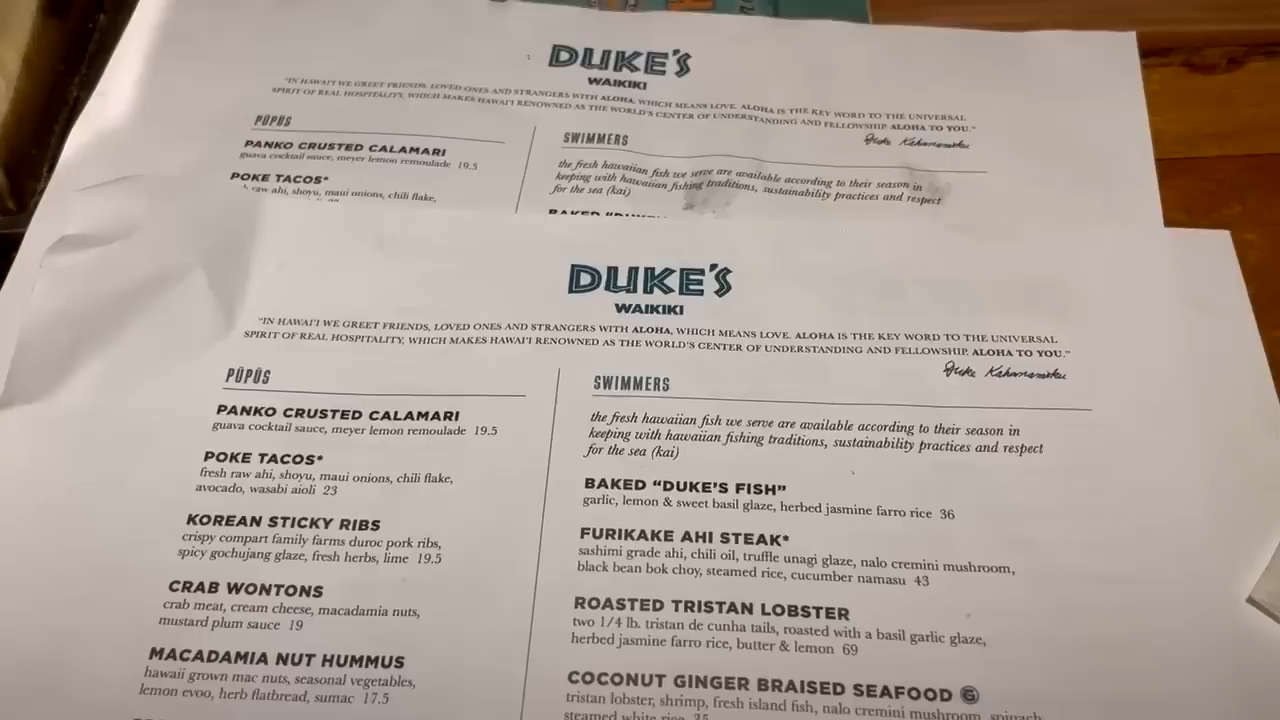 DUKE'S
WAIKIKI
"IN HAWAI'I WE GREET FRIENDS, LOVED ONES AND STRANGERS WITH ALOHA, WHICH MEANS LOVE. ALOHA IS THE KEY WORD TO THE UNIVERSAL
SPIRIT OF REAL HOSPITALITY, WHICH MAKES HAWAI'I RENOWNED AS THE WORLD'S CENTER OF UNDERSTANDING AND FELLOWSHIP. ALOHA TO YOU."
Duke Kahanamoku
PŪPŪS
PANKO CRUSTED CALAMARI
guava cocktail sauce, meyer lemon remoulade 19.5
POKE TACOS*
raw ahi, shoyu, maui onions, chili flake,
SWIMMERS
the fresh hawaiian fish we serve are available according to their season in
keeping with hawaiian fishing traditions, sustainability practices and respect
for the sea (kai)
BAKED
DUKE'S
WAIKIKI
"IN HAWAI'I WE GREET FRIENDS, LOVED ONES AND STRANGERS WITH ALOHA, WHICH MEANS LOVE. ALOHA IS THE KEY WORD TO THE UNIVERSAL
SPIRIT OF REAL HOSPITALITY, WHICH MAKES HAWAI'I RENOWNED AS THE WORLD'S CENTER OF UNDERSTANDING AND FELLOWSHIP. ALOHA TO YOU."
Duke Kahanamoku
PŪPŪS
PANKO CRUSTED CALAMARI
guava cocktail sauce, meyer lemon remoulade 19.5
POKE TACOS*
fresh raw ahi, shoyu, maui onions, chili flake,
avocado, wasabi aioli 23
KOREAN STICKY RIBS
crispy compart family farms duroc pork ribs,
spicy gochujang glaze, fresh herbs, lime 19.5
CRAB WONTONS
crab meat, cream cheese, macadamia nuts,
mustard plum sauce 19
MACADAMIA NUT HUMMUS
hawaii grown mac nuts, seasonal vegetables,
lemon evoo, herb flatbread, sumac 17.5
SWIMMERS
the fresh hawaiian fish we serve are available according to their season in
keeping with hawaiian fishing traditions, sustainability practices and respect
for the sea (kai)
BAKED "DUKE'S FISH"
garlic, lemon & sweet basil glaze, herbed jasmine farro rice 36
FURIKAKE AHI STEAK*
sashimi grade ahi, chili oil, truffle unagi glaze, nalo cremini mushroom,
black bean bok choy, steamed rice, cucumber namasu 43
ROASTED TRISTAN LOBSTER
two 1/4 lb. tristan de cunha tails, roasted with a basil garlic glaze,
herbed jasmine farro rice, butter & lemon 69
COCONUT GINGER BRAISED SEAFOOD G
tristan lobster, shrimp, fresh island fish, nalo cremini mushroom, spinach
steamed white rice